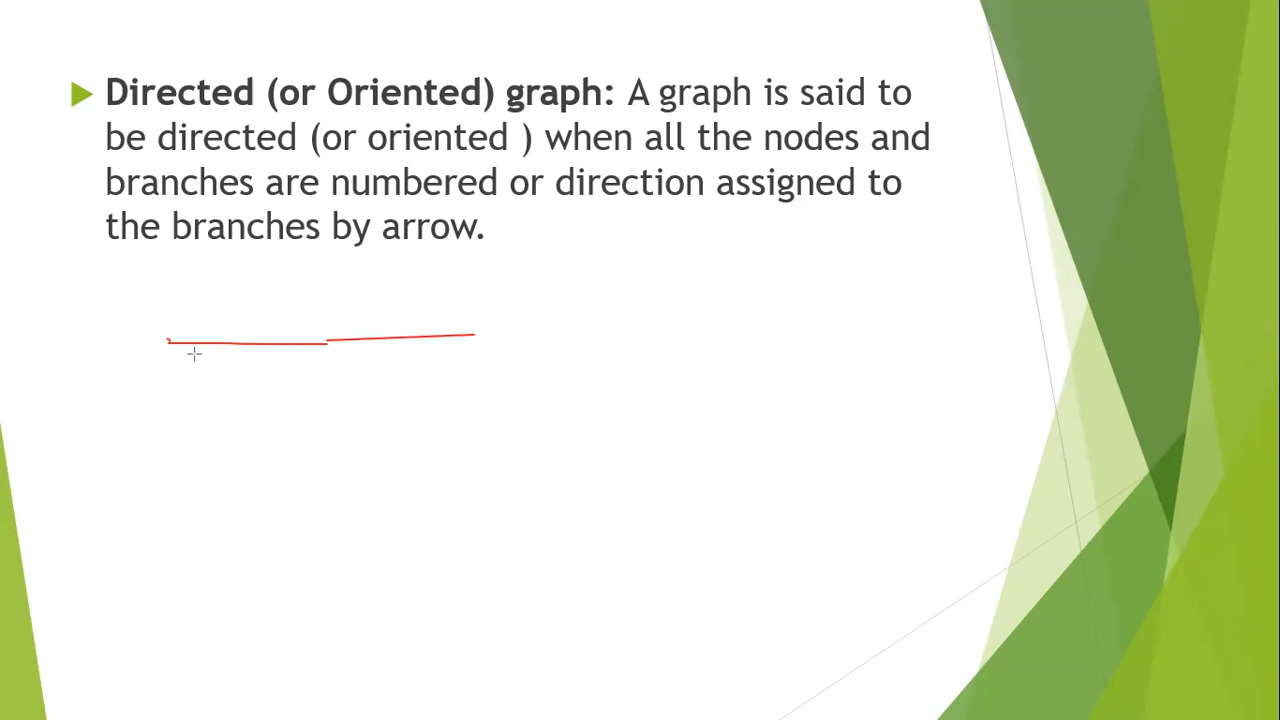 Directed (or Oriented) graph: A graph is said to
be directed (or oriented ) when all the nodes and
branches are numbered or direction assigned to
the branches by arrow.